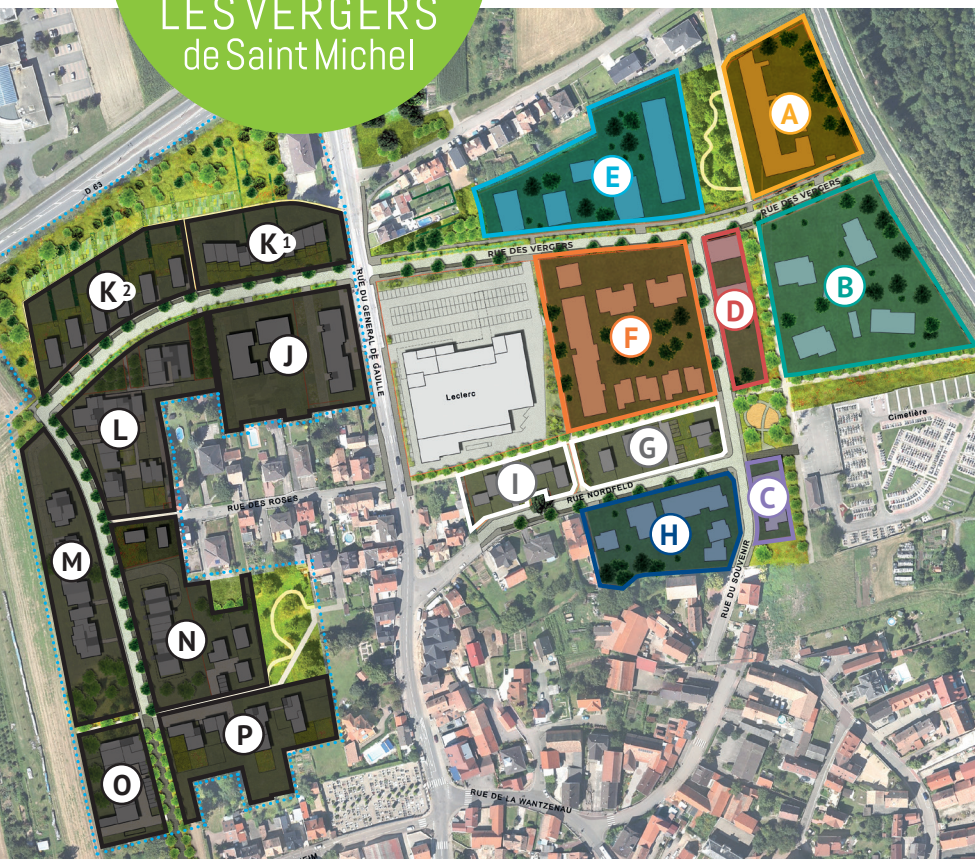 LES VERGERS
de Saint Michel
A
E
D 63
RUE DES VERGERS
K1
RUE DES VERGERS
B
K2
RUE DU GENERAL DE GAULLE
D
F
J
Leclerc
Cimetière
L
G
I
RUE NORDFELD
C
RUE DES ROSES
H
M
RUE DU SOUVENIR
N
P
O
RUE DE LA WANTZENAU